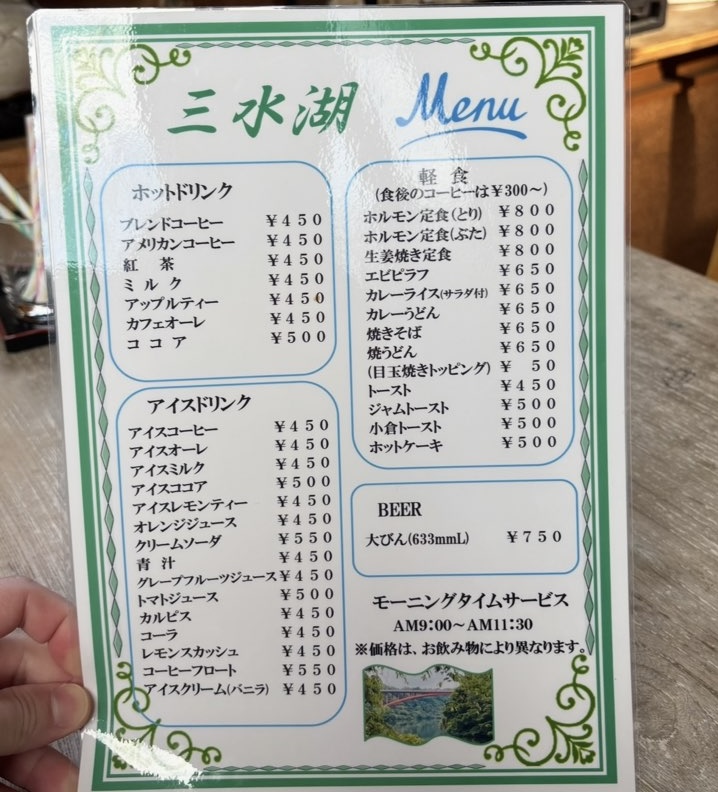 三水湖 Menu
ホットドリンク
ブレンドコーヒー ￥４５０
アメリカンコーヒー ￥４５０
紅　茶 ￥４５０
ミ ル ク ￥４５０
アップルティー ￥４５０
カフェオーレ ￥４５０
コ コ ア ￥５００
アイスドリンク
アイスコーヒー ￥４５０
アイスオーレ ￥４５０
アイスミルク ￥４５０
アイスココア ￥５００
アイスレモンティー ￥４５０
オレンジジュース ￥４５０
クリームソーダ ￥５５０
青 汁 ￥４５０
グレープフルーツジュース ￥４５０
トマトジュース ￥５００
カルピス ￥４５０
コーラ ￥４５０
レモンスカッシュ ￥４５０
コーヒーフロート ￥５５０
アイスクリーム(バニラ) ￥４５０
軽 食
(食後のコーヒーは￥300～)
ホルモン定食(とり) ￥８００
ホルモン定食(ぶた) ￥８００
生姜焼き定食 ￥８００
エビピラフ ￥６５０
カレーライス(サラダ付) ￥６５０
カレーうどん ￥６５０
焼きそば ￥６５０
焼うどん ￥６５０
(目玉焼きトッピング) ￥　５０
トースト ￥４５０
ジャムトースト ￥５００
小倉トースト ￥５００
ホットケーキ ￥５００
BEER
大びん(633mmL) ￥７５０
モーニングタイムサービス
AM9:00～AM11:30
※価格は、お飲み物により異なります。